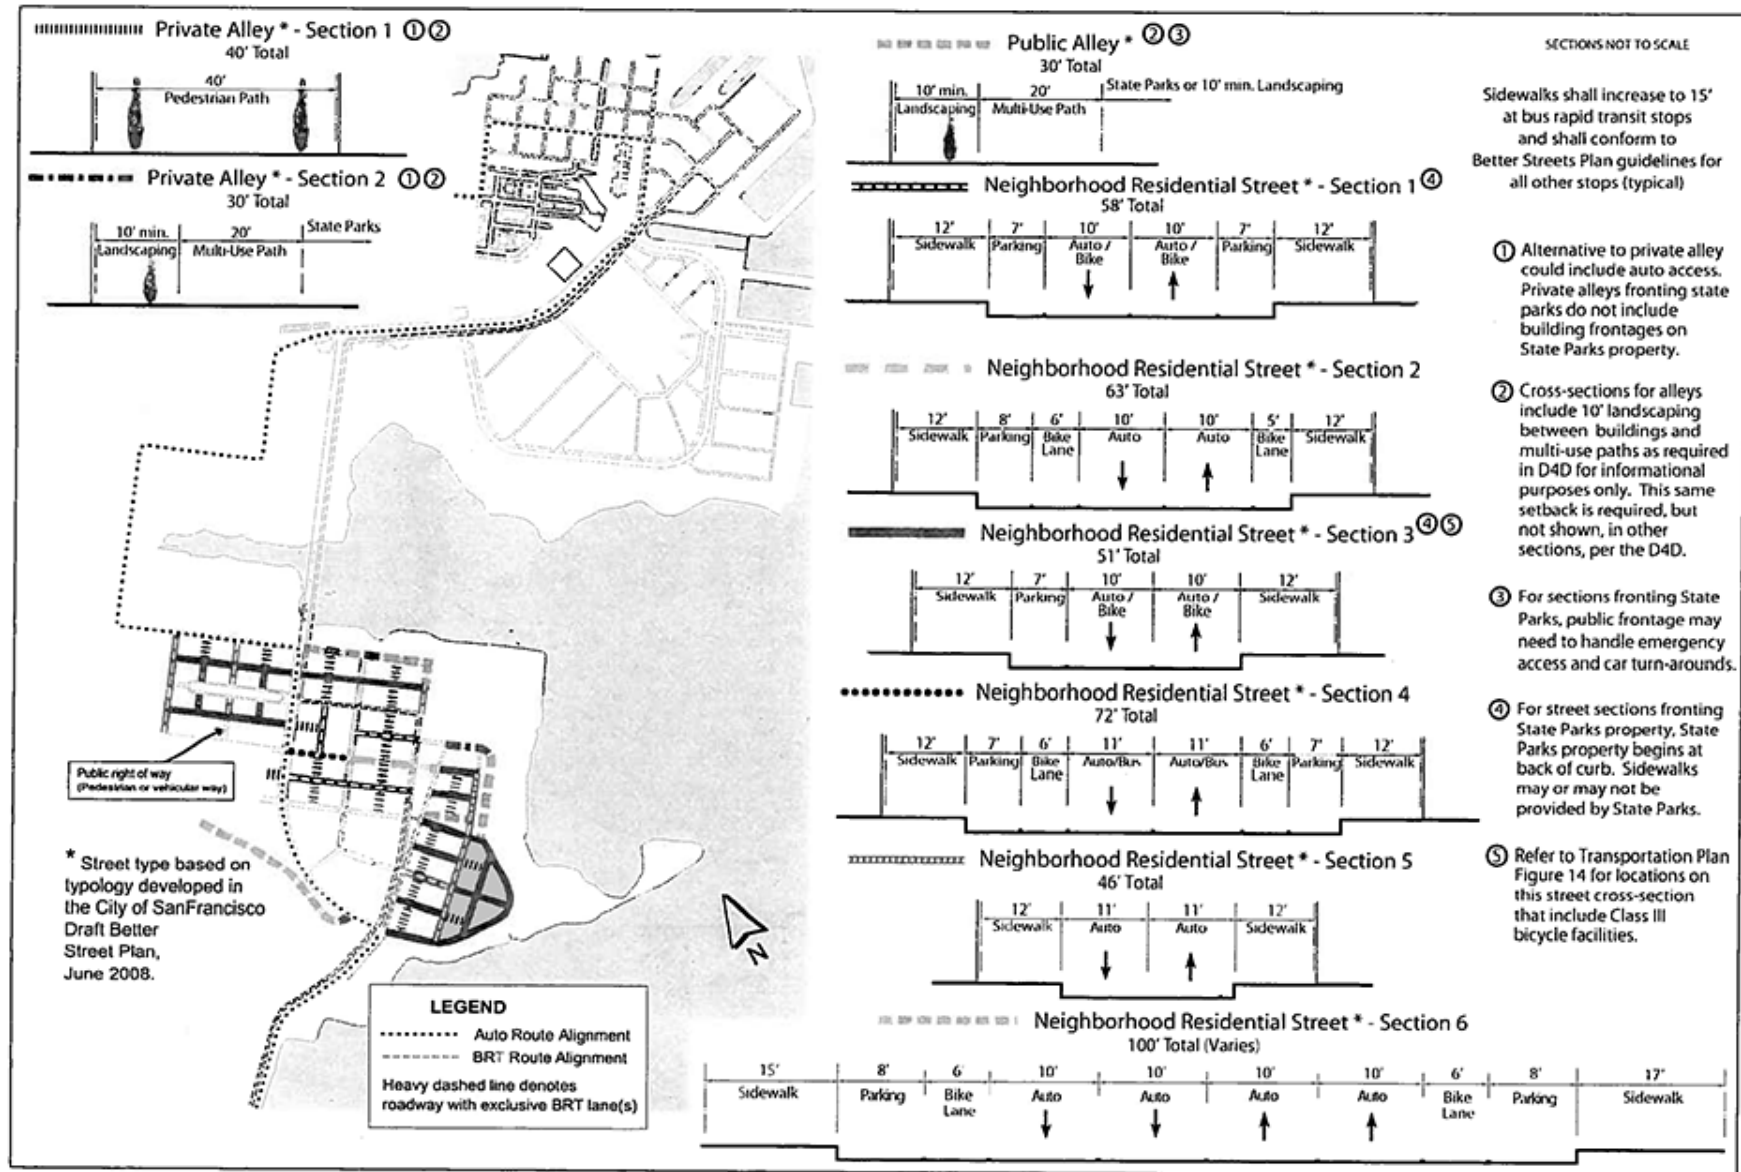 Private Alley * - Section 1 ① ②
40' Total
40'
Pedestrian Path
Private Alley * - Section 2 ① ②
30' Total
10' min. 20' State Parks
Landscaping Multi-Use Path
Public right of way
(Pedestrian or vehicular way)
* Street type based on
typology developed in
the City of SanFrancisco
Draft Better
Street Plan,
June 2008.
LEGEND
Auto Route Alignment
BRT Route Alignment
Heavy dashed line denotes
roadway with exclusive BRT lane(s)
N
Public Alley * ② ③
30' Total
10' min. 20' State Parks or 10' min. Landscaping
Landscaping Multi-Use Path
Neighborhood Residential Street * - Section 1 ④
58' Total
12' 7' 10' 10' 7' 12'
Sidewalk Parking Auto / Auto / Parking Sidewalk
Bike Bike
Neighborhood Residential Street * - Section 2
63' Total
12' 8' 6' 10' 10' 5' 12'
Sidewalk Parking Bike Auto Auto Bike Sidewalk
Lane Lane
Neighborhood Residential Street * - Section 3 ④ ⑤
51' Total
12' 7' 10' 10' 12'
Sidewalk Parking Auto / Auto / Sidewalk
Bike Bike
Neighborhood Residential Street * - Section 4
72' Total
12' 7' 6' 11' 11' 6' 7' 12'
Sidewalk Parking Bike Auto/Bus Auto/Bus Bike Parking Sidewalk
Lane Lane
Neighborhood Residential Street * - Section 5
46' Total
12' 11' 11' 12'
Sidewalk Auto Auto Sidewalk
Neighborhood Residential Street * - Section 6
100' Total (Varies)
15' 8' 6' 10' 10' 10' 10' 6' 8' 17'
Sidewalk Parking Bike Auto Auto Auto Auto Bike Parking Sidewalk
Lane Lane
SECTIONS NOT TO SCALE
Sidewalks shall increase to 15'
at bus rapid transit stops
and shall conform to
Better Streets Plan guidelines for
all other stops (typical)
① Alternative to private alley
could include auto access.
Private alleys fronting state
parks do not include
building frontages on
State Parks property.
② Cross-sections for alleys
include 10' landscaping
between buildings and
multi-use paths as required
in D4D for informational
purposes only. This same
setback is required, but
not shown, in other
sections, per the D4D.
③ For sections fronting State
Parks, public frontage may
need to handle emergency
access and car turn-arounds.
④ For street sections fronting
State Parks property, State
Parks property begins at
back of curb. Sidewalks
may or may not be
provided by State Parks.
⑤ Refer to Transportation Plan
Figure 14 for locations on
this street cross-section
that include Class III
bicycle facilities.